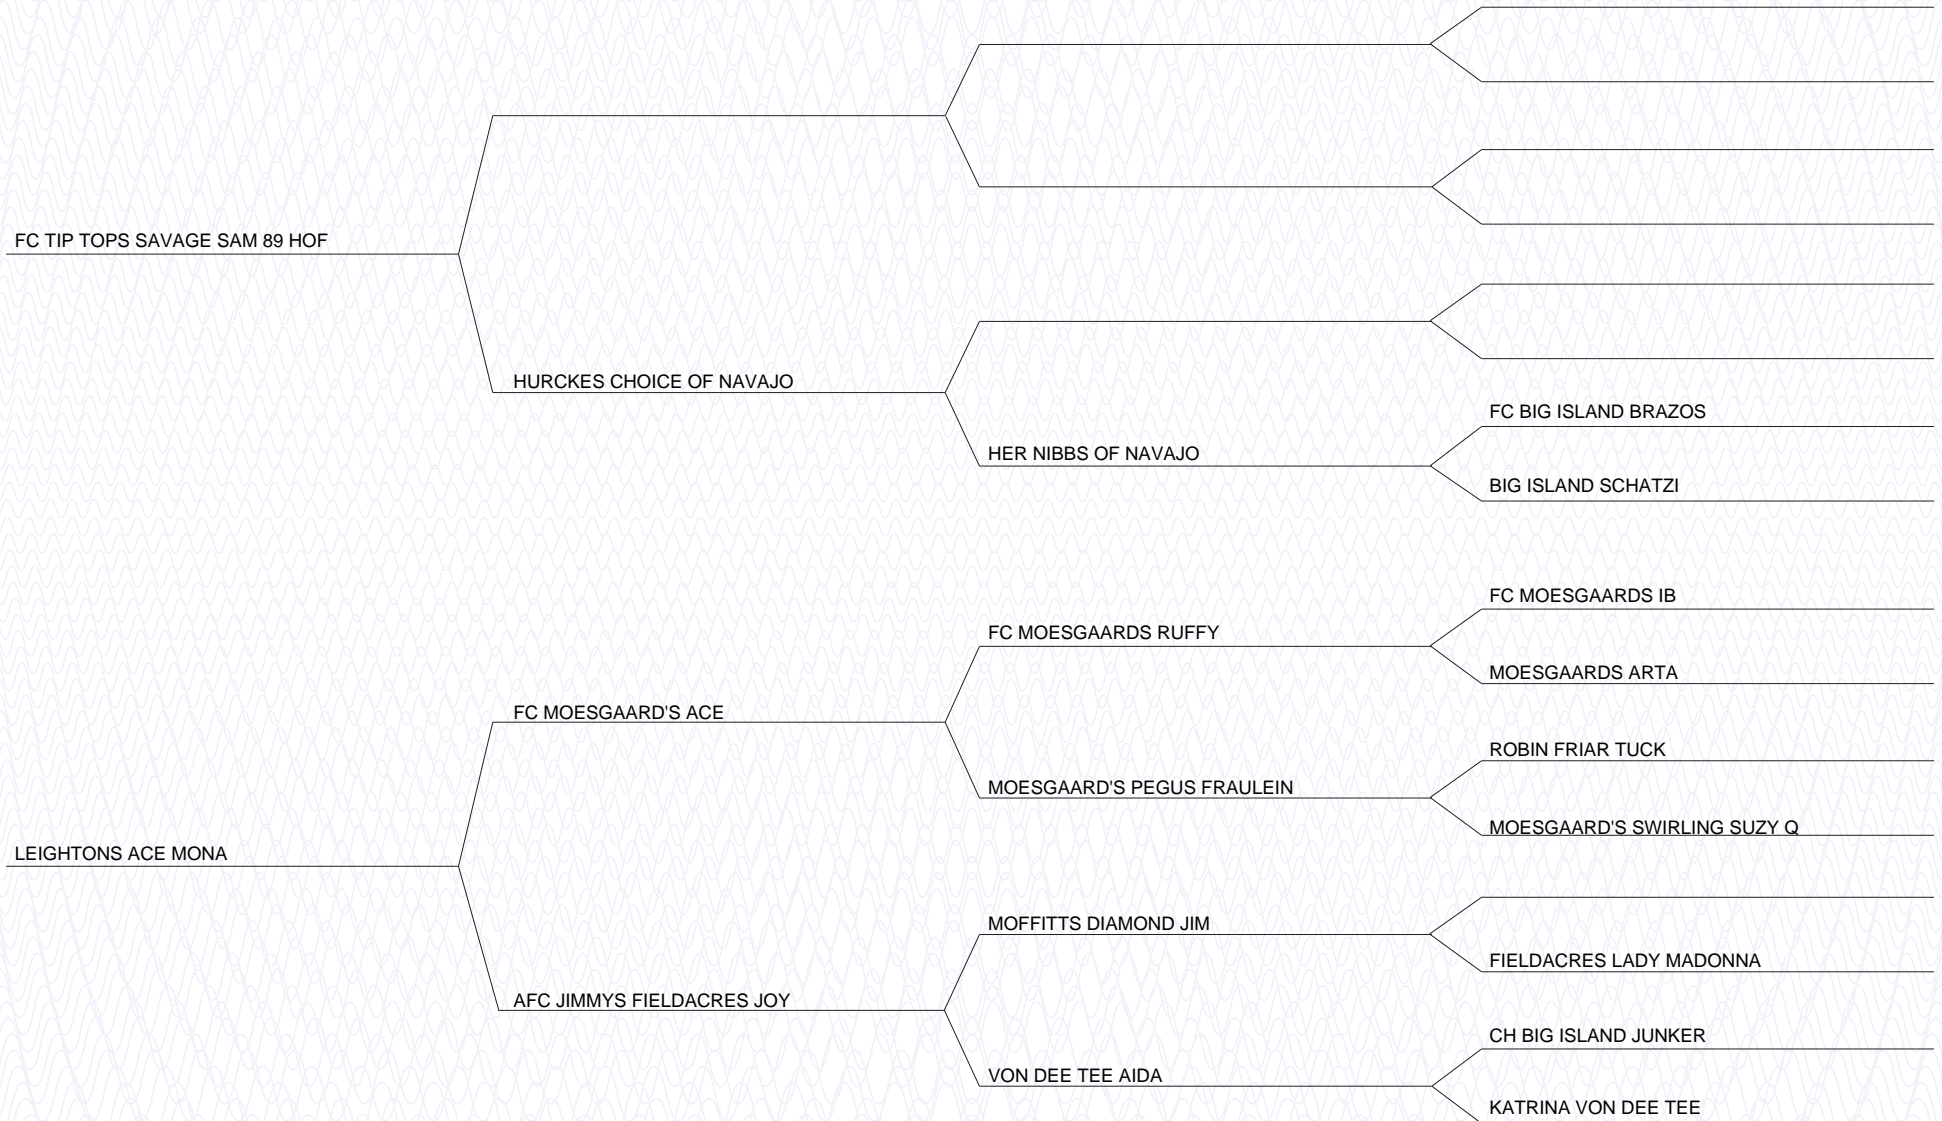 FC TIP TOPS SAVAGE SAM 89 HOF
HURCKES CHOICE OF NAVAJO
HER NIBBS OF NAVAJO
FC BIG ISLAND BRAZOS
BIG ISLAND SCHATZI
LEIGHTONS ACE MONA
FC MOESGAARD'S ACE
FC MOESGAARDS RUFFY
FC MOESGAARDS IB
MOESGAARDS ARTA
MOESGAARD'S PEGUS FRAULEIN
ROBIN FRIAR TUCK
MOESGAARD'S SWIRLING SUZY Q
AFC JIMMYS FIELDACRES JOY
MOFFITTS DIAMOND JIM
FIELDACRES LADY MADONNA
VON DEE TEE AIDA
CH BIG ISLAND JUNKER
KATRINA VON DEE TEE